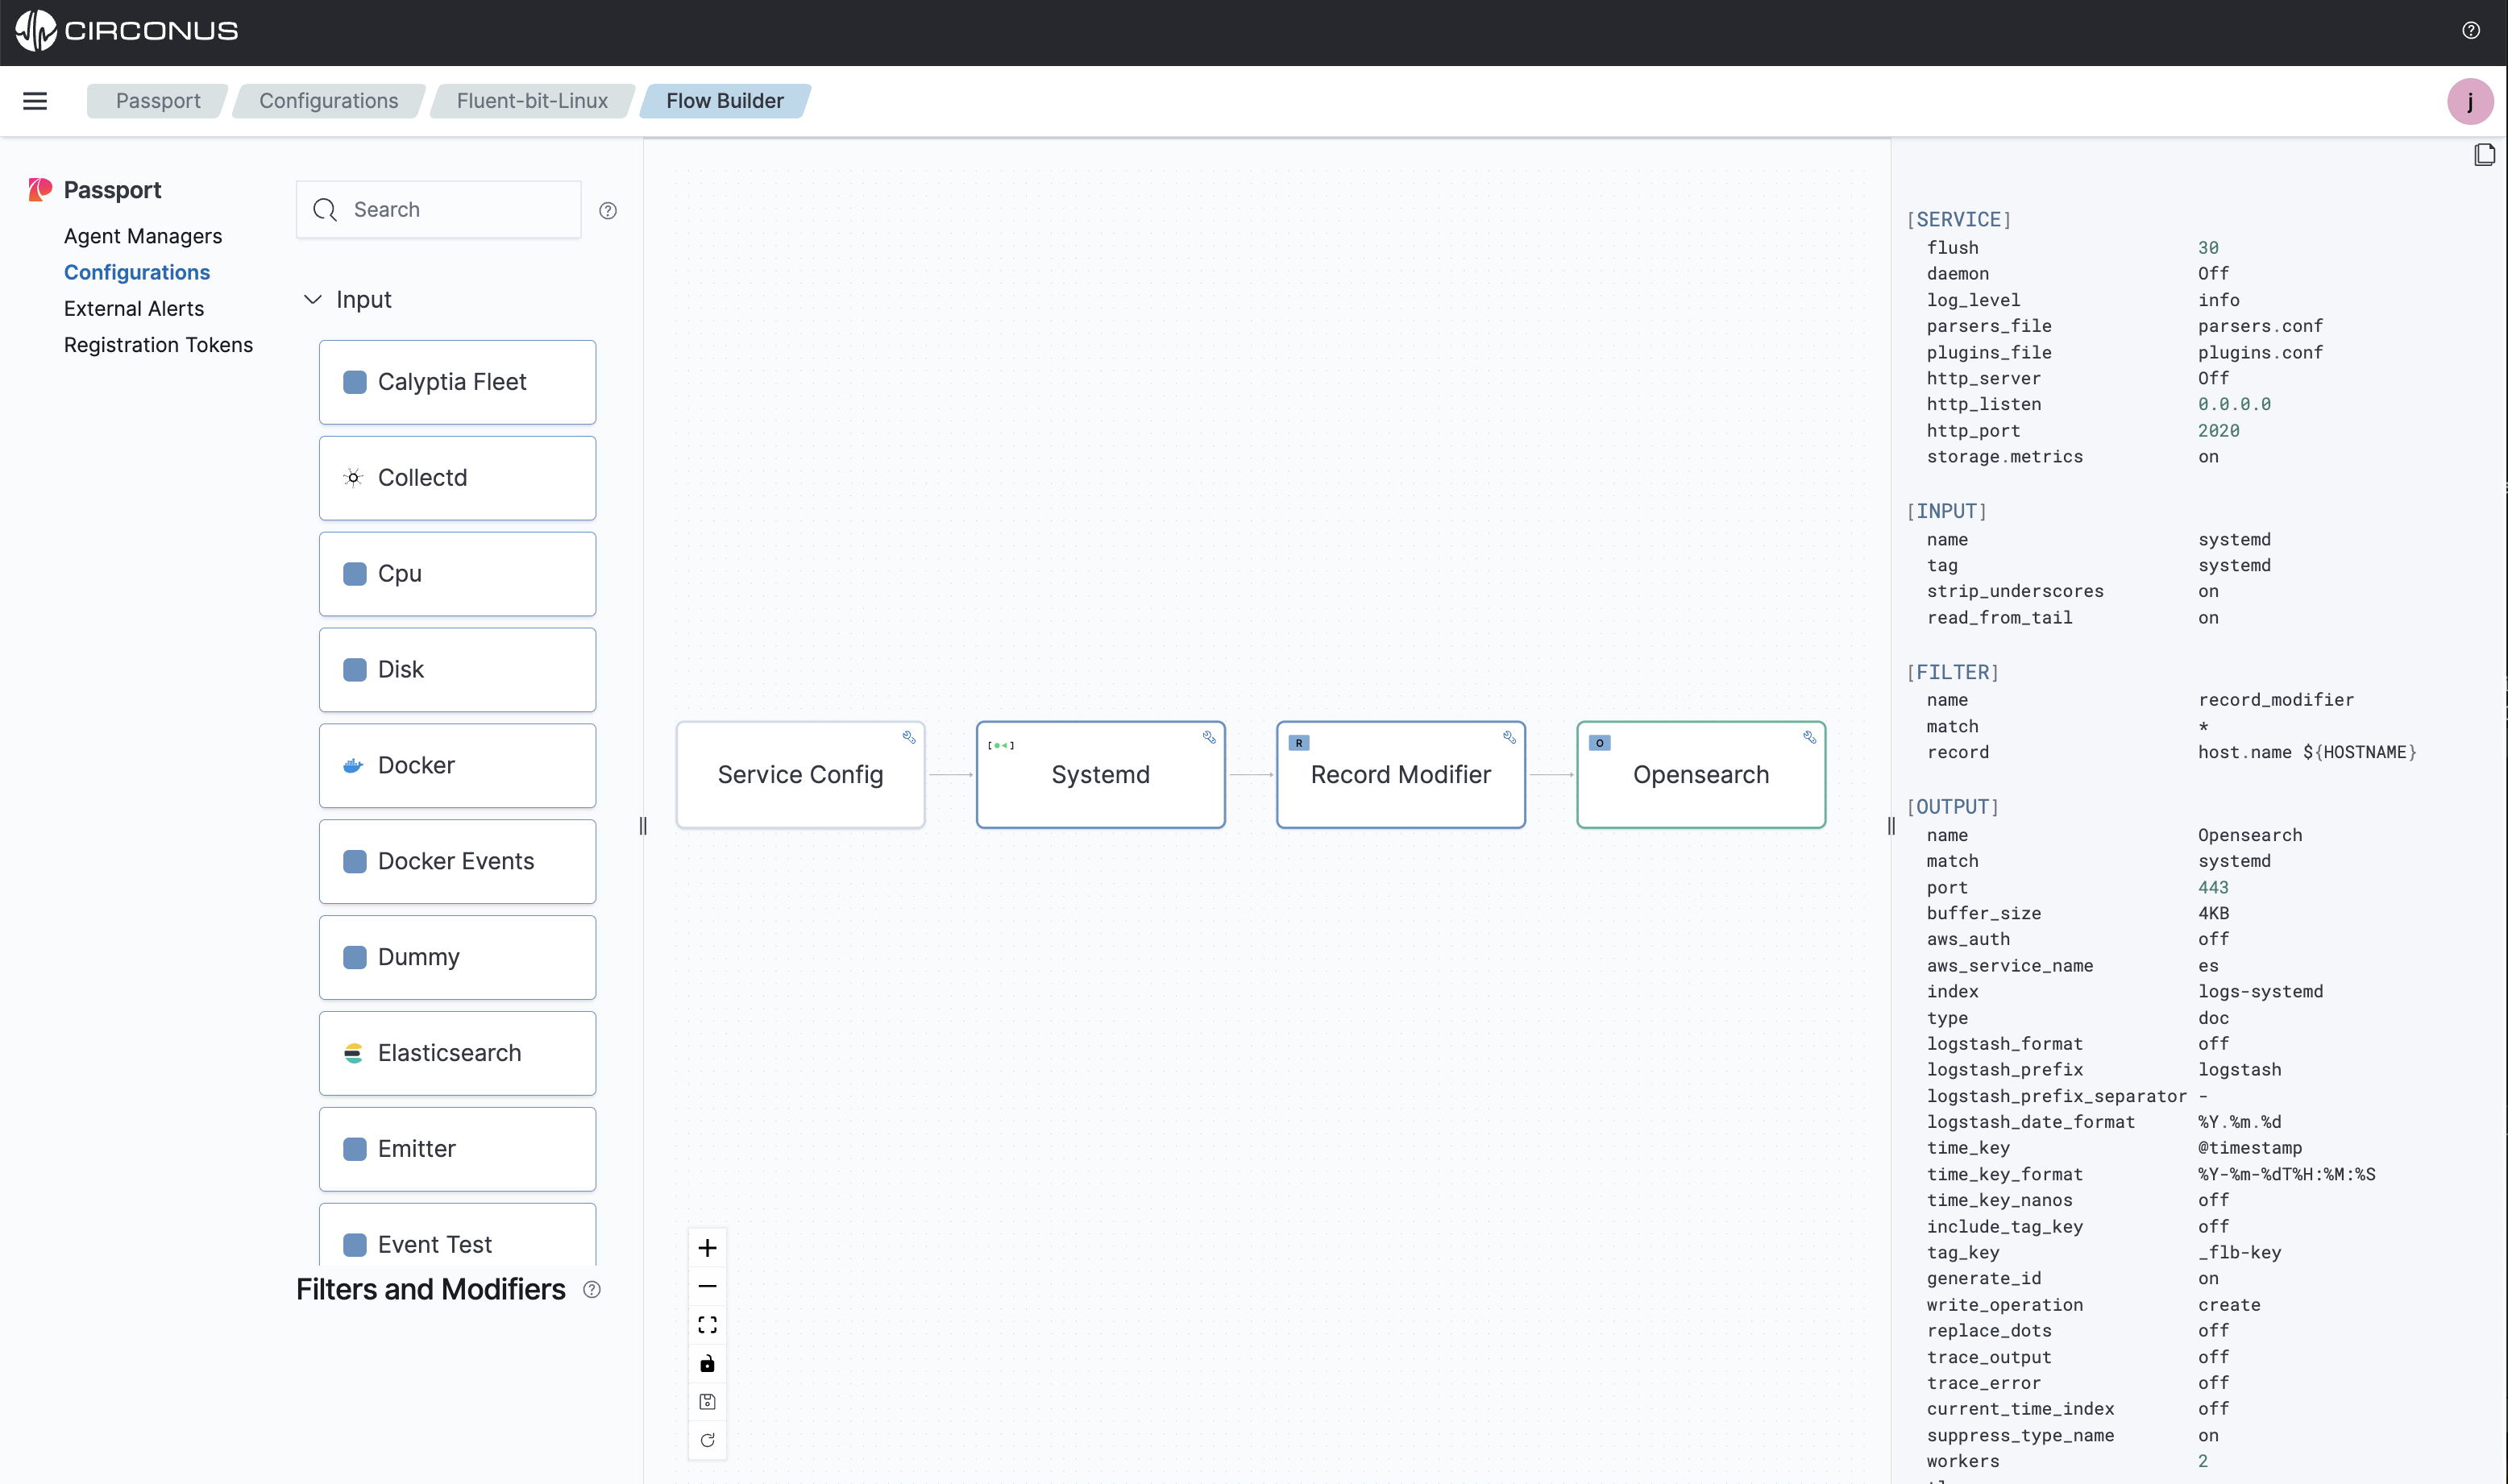 CIRCONUS
Passport
Configurations
Fluent-bit-Linux
Flow Builder
j
Passport
Agent Managers
Configurations
External Alerts
Registration Tokens
Search
Input
Calyptia Fleet
Collectd
Cpu
Disk
Docker
Docker Events
Dummy
Elasticsearch
Emitter
Event Test
Filters and Modifiers
Service Config
Systemd
R
Record Modifier
O
Opensearch
[SERVICE]
flush 30
daemon Off
log_level info
parsers_file parsers.conf
plugins_file plugins.conf
http_server Off
http_listen 0.0.0.0
http_port 2020
storage.metrics on
[INPUT]
name systemd
tag systemd
strip_underscores on
read_from_tail on
[FILTER]
name record_modifier
match *
record host.name ${HOSTNAME}
[OUTPUT]
name Opensearch
match systemd
port 443
buffer_size 4KB
aws_auth off
aws_service_name es
index logs-systemd
type doc
logstash_format off
logstash_prefix logstash
logstash_prefix_separator -
logstash_date_format %Y.%m.%d
time_key @timestamp
time_key_format %Y-%m-%dT%H:%M:%S
time_key_nanos off
include_tag_key off
tag_key _flb-key
generate_id on
write_operation create
replace_dots off
trace_output off
trace_error off
current_time_index off
suppress_type_name on
workers 2